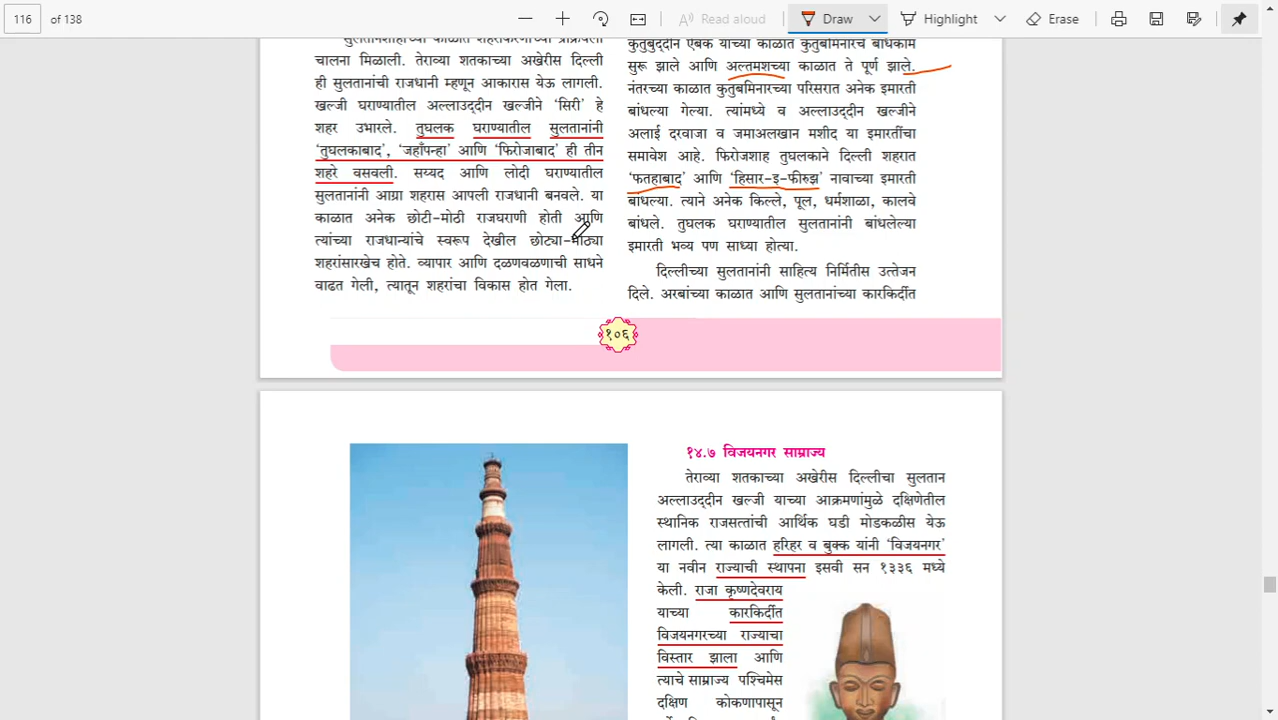 116 of 138
Read aloud
Draw
Highlight
Erase
सुलतानशाहीच्या काळात शहरीकरणाच्या प्रक्रियेला
चालना मिळाली. तेराव्या शतकाच्या अखेरीस दिल्ली
ही सुलतानांची राजधानी म्हणून आकारास येऊ लागली.
खल्जी घराण्यातील अल्लाउद्दीन खल्जीने ‘सिरी’ हे
शहर उभारले. तुघलक घराण्यातील सुलतानांनी
‘तुघलकाबाद’, ‘जहाँपन्हा’ आणि ‘फिरोजाबाद’ ही तीन
शहरे वसवली. सय्यद आणि लोदी घराण्यातील
सुलतानांनी आग्रा शहरास आपली राजधानी बनवले. या
काळात अनेक छोटी-मोठी राजघराणी होती आणि
त्यांच्या राजधान्यांचे स्वरूप देखील छोट्या-मोठ्या
शहरांसारखेच होते. व्यापार आणि दळणवळणाची साधने
वाढत गेली, त्यातून शहरांचा विकास होत गेला.
कुतुबुद्दीन ऐबक याच्या काळात कुतुबमिनारचे बांधकाम
सुरू झाले आणि अल्तमशच्या काळात ते पूर्ण झाले.
नंतरच्या काळात कुतुबमिनारच्या परिसरात अनेक इमारती
बांधल्या गेल्या. त्यांमध्ये व अल्लाउद्दीन खल्जीने
अलाई दरवाजा व जमाअलखान मशीद या इमारतींचा
समावेश आहे. फिरोजशाह तुघलकाने दिल्ली शहरात
‘फतहाबाद’ आणि ‘हिसार-इ-फीरुझ’ नावाच्या इमारती
बांधल्या. त्याने अनेक किल्ले, पूल, धर्मशाळा, कालवे
बांधले. तुघलक घराण्यातील सुलतानांनी बांधलेल्या
इमारती भव्य पण साध्या होत्या.
दिल्लीच्या सुलतानांनी साहित्य निर्मितीस उत्तेजन
दिले. अरबांच्या काळात आणि सुलतानांच्या कारकिर्दीत
१०६
१४.७ विजयनगर साम्राज्य
तेराव्या शतकाच्या अखेरीस दिल्लीचा सुलतान
अल्लाउद्दीन खल्जी याच्या आक्रमणांमुळे दक्षिणेतील
स्थानिक राजसत्तांची आर्थिक घडी मोडकळीस येऊ
लागली. त्या काळात हरिहर व बुक्क यांनी ‘विजयनगर’
या नवीन राज्याची स्थापना इसवी सन १३३६ मध्ये
केली. राजा कृष्णदेवराय
याच्या कारकिर्दीत
विजयनगरच्या राज्याचा
विस्तार झाला आणि
त्याचे साम्राज्य पश्चिमेस
दक्षिण कोकणापासून